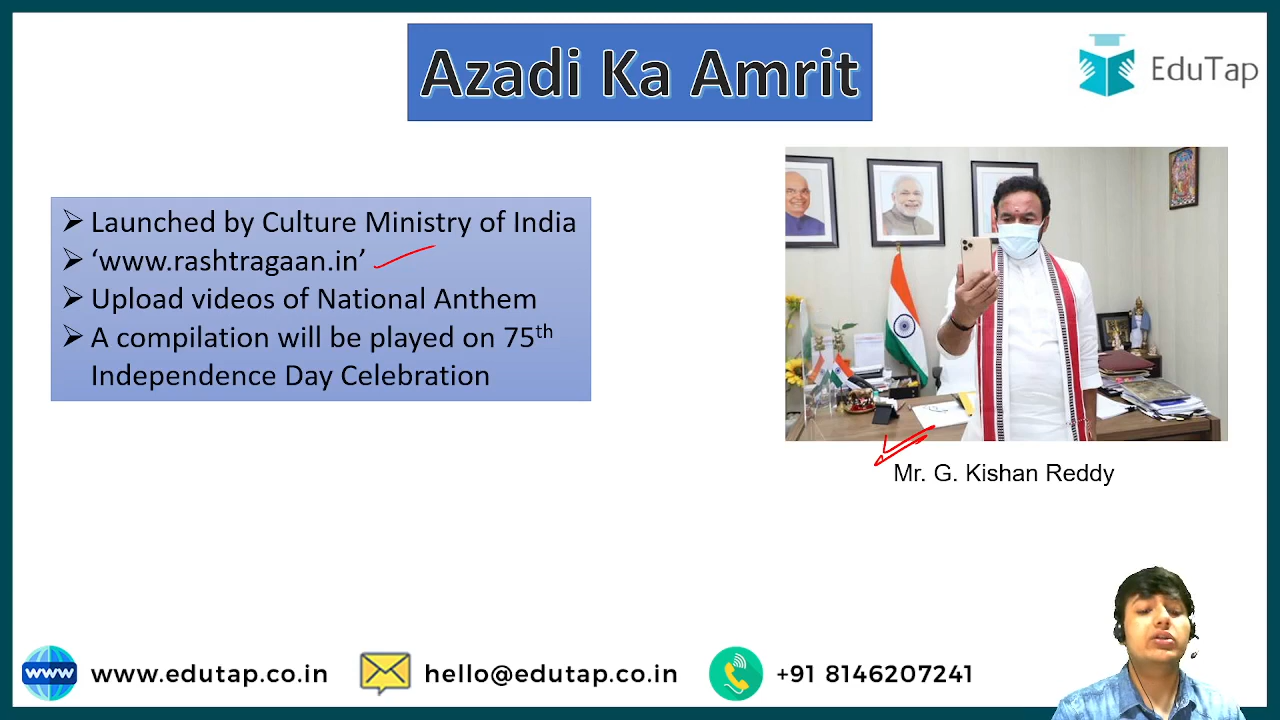 Azadi Ka Amrit
EduTap
➢ Launched by Culture Ministry of India
➢ ‘www.rashtragaan.in’
➢ Upload videos of National Anthem
➢ A compilation will be played on 75th
Independence Day Celebration
Mr. G. Kishan Reddy
www
www.edutap.co.in
hello@edutap.co.in
+91 8146207241